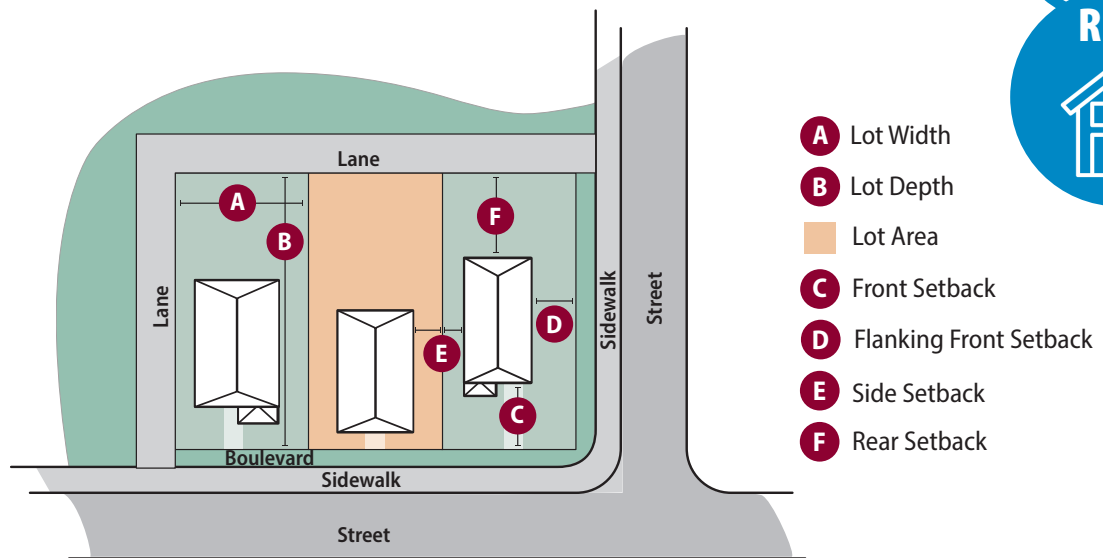 R
Lane
A
B
F
Lane
D
E
C
Sidewalk
Street
Boulevard
Sidewalk
Street
A Lot Width
B Lot Depth
Lot Area
C Front Setback
D Flanking Front Setback
E Side Setback
F Rear Setback